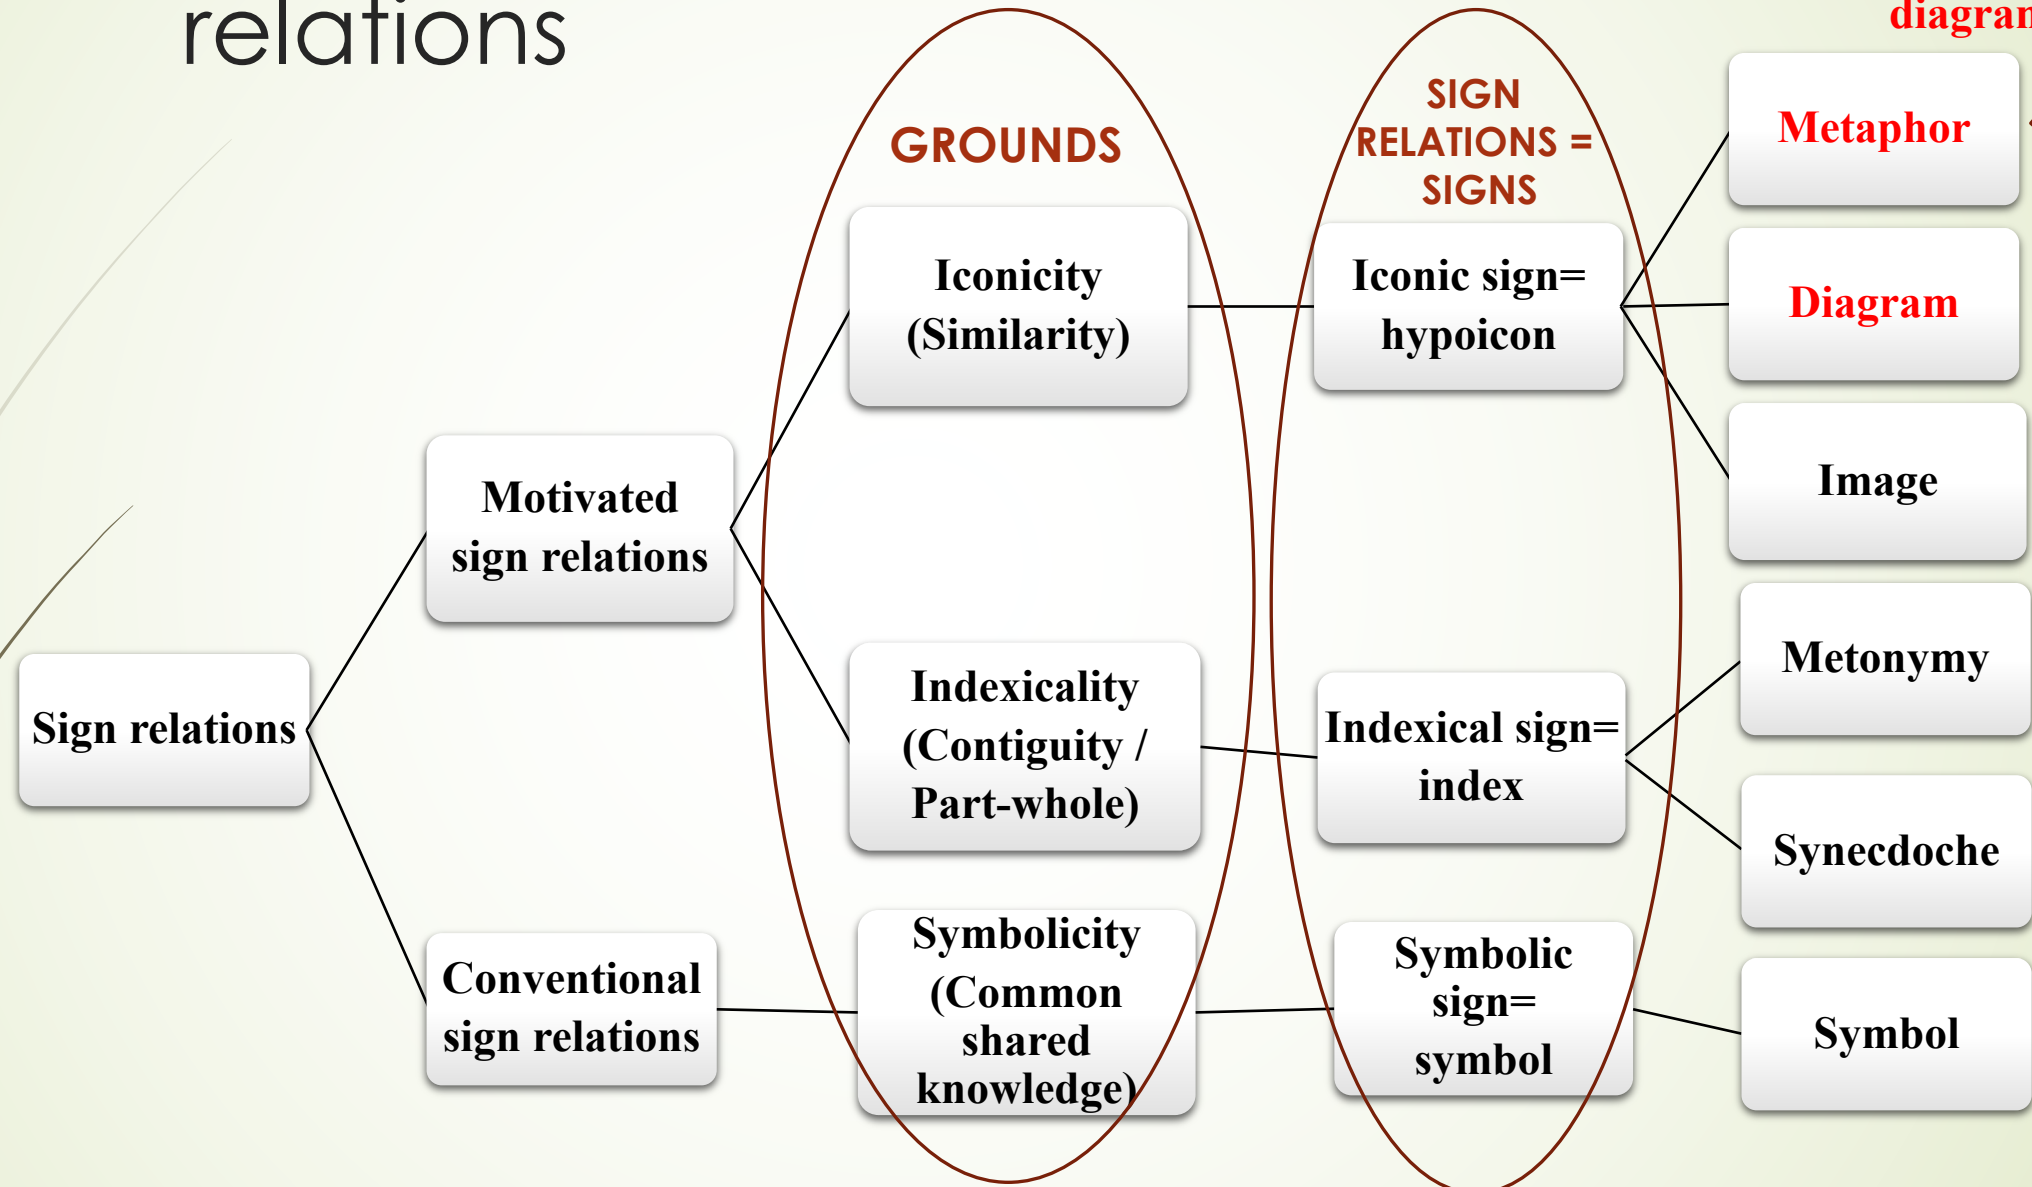 relations
GROUNDS
SIGN
RELATIONS =
SIGNS
Metaphor
Diagram
Image
Iconicity
(Similarity)
Iconic sign=
hypoicon
Motivated
sign relations
Metonymy
Indexicality
(Contiguity /
Part-whole)
Indexical sign=
index
Sign relations
Synecdoche
Conventional
sign relations
Symbolicity
(Common
shared
knowledge)
Symbolic
sign=
symbol
Symbol